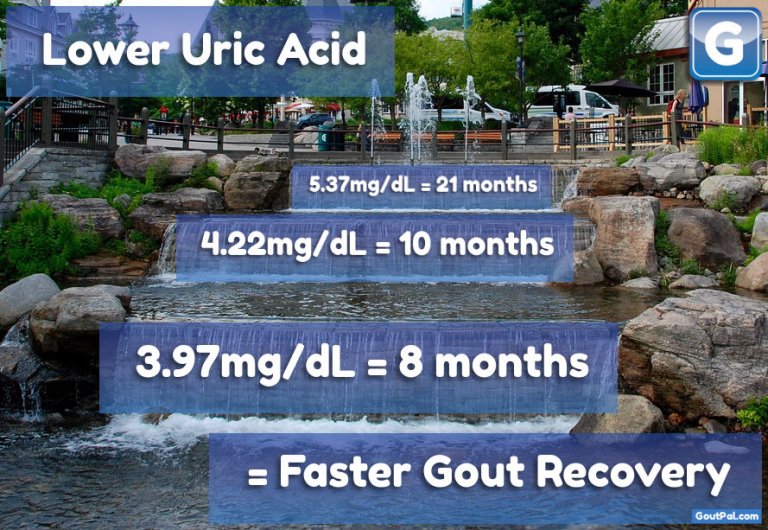 Lower Uric Acid
G
5.37mg/dL = 21 months
4.22mg/dL = 10 months
3.97mg/dL = 8 months
= Faster Gout Recovery
GoutPal.com